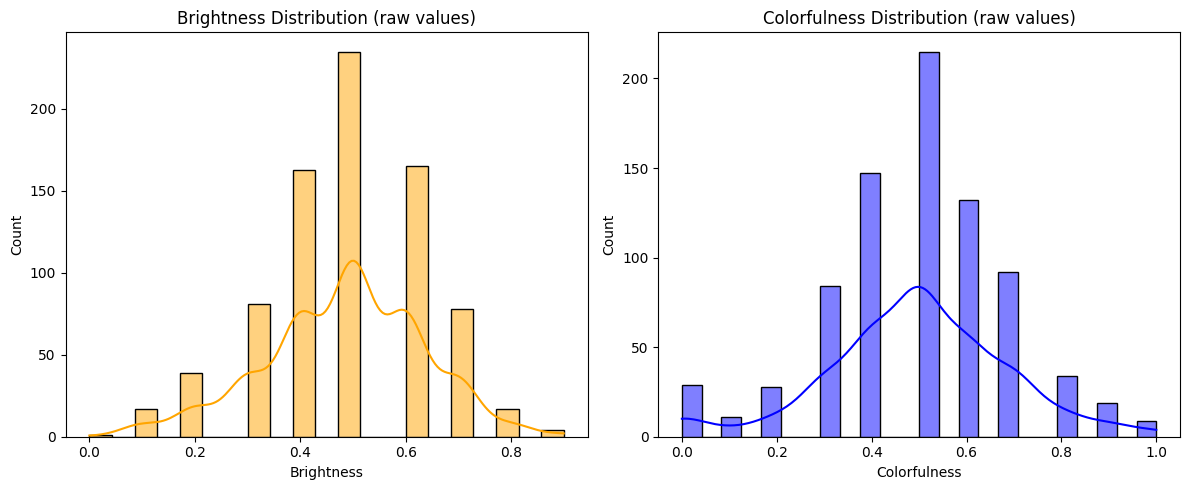 Brightness Distribution (raw values)
Count
200
150
100
50
0
0.0 0.2 0.4 0.6 0.8
Brightness
Colorfulness Distribution (raw values)
Count
200
150
100
50
0
0.0 0.2 0.4 0.6 0.8 1.0
Colorfulness